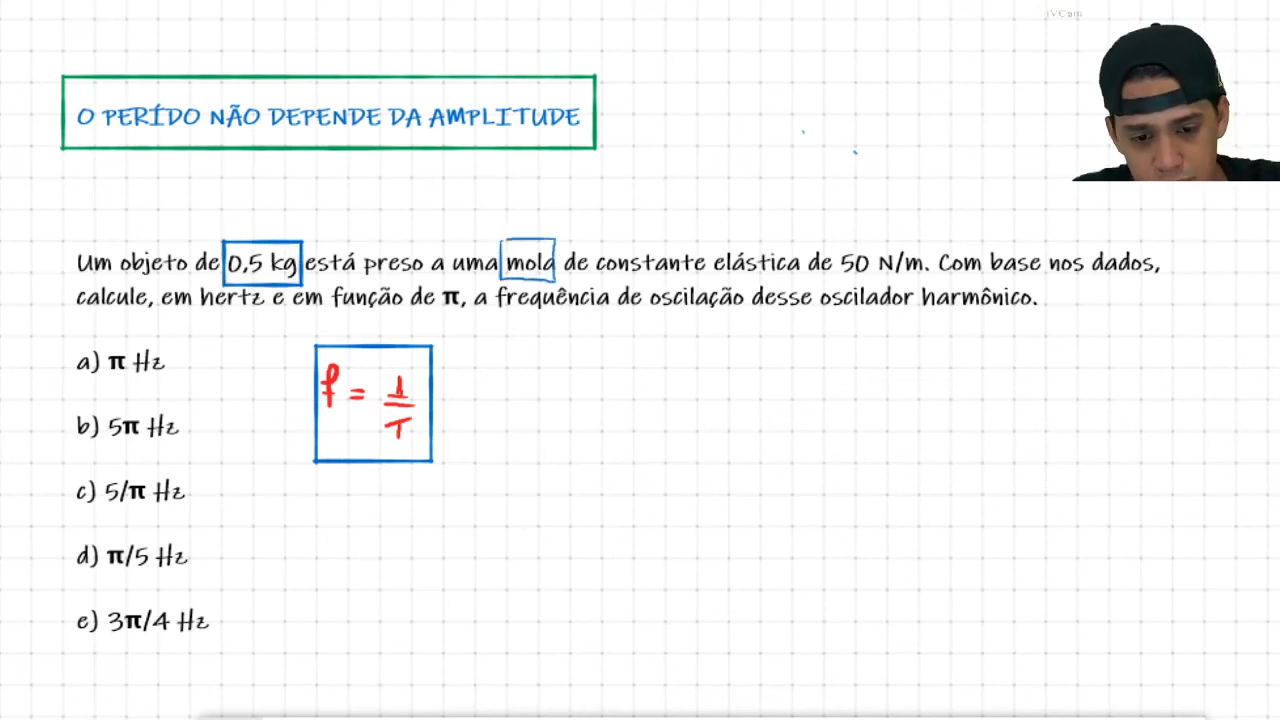 iVCam
O PERÍDO NÃO DEPENDE DA AMPLITUDE
Um objeto de 0,5 kg está preso a uma mola de constante elástica de 50 N/m. Com base nos dados,
calcule, em hertz e em função de π, a frequência de oscilação desse oscilador harmônico.
a) π Hz
f = 1/T
b) 5π Hz
c) 5/π Hz
d) π/5 Hz
e) 3π/4 Hz